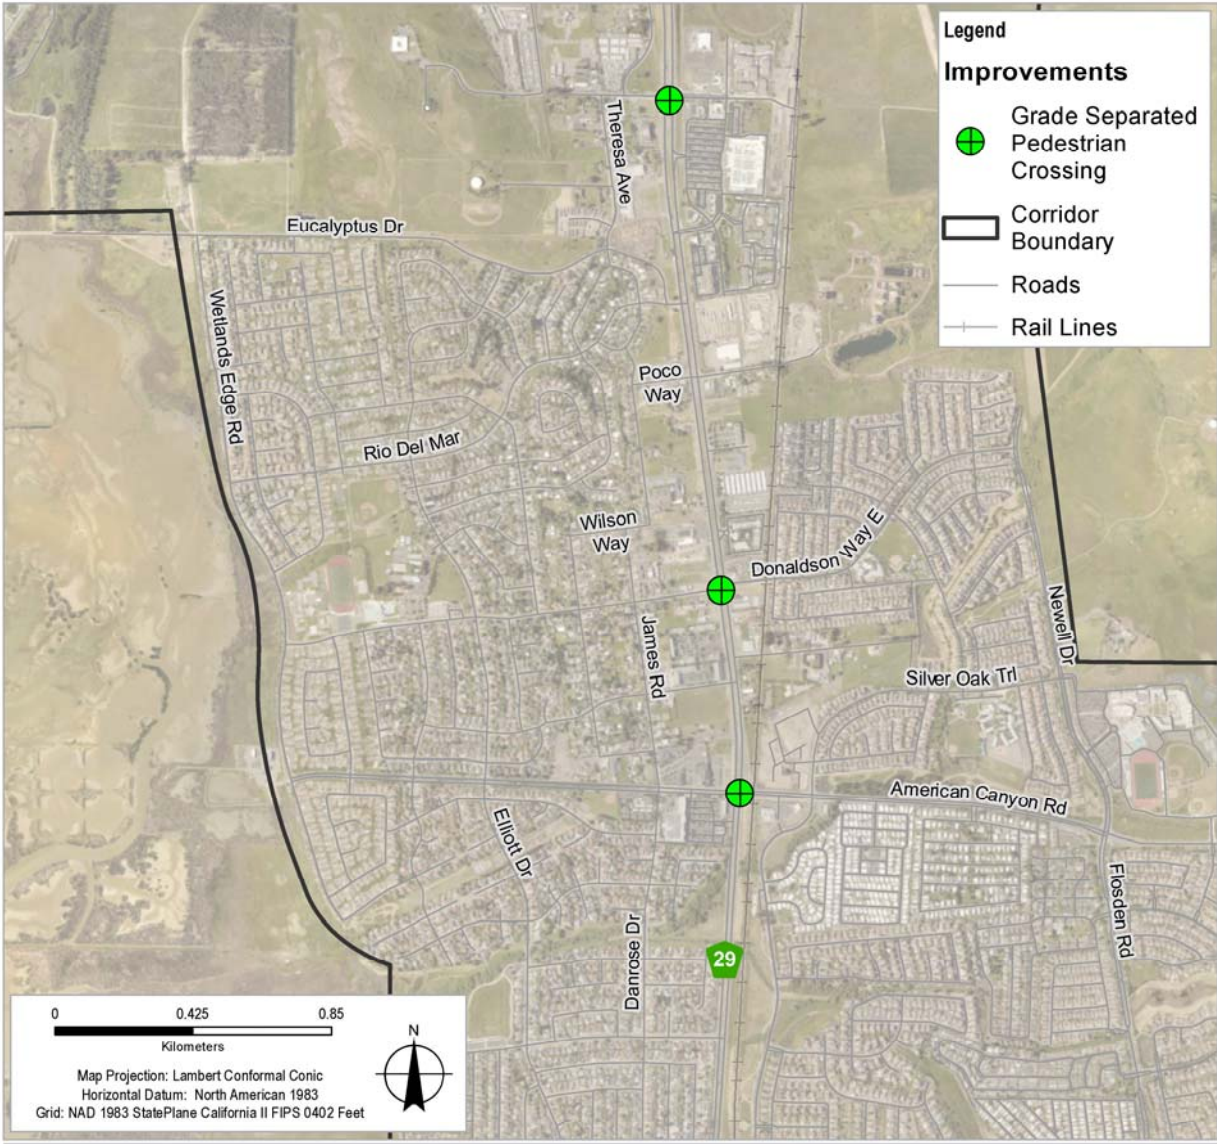 Legend
Improvements
Grade Separated
Pedestrian
Crossing
Corridor
Boundary
Roads
Rail Lines
Theresa Ave
Eucalyptus Dr
Wetlands Edge Rd
Poco
Way
Rio Del Mar
Wilson
Way
Donaldson Way E
Newell Dr
James Rd
Silver Oak Trl
American Canyon Rd
Elliott Dr
Flosden Rd
Danrose Dr
29
0 0.425 0.85
Kilometers
N
Map Projection: Lambert Conformal Conic
Horizontal Datum: North American 1983
Grid: NAD 1983 StatePlane California II FIPS 0402 Feet